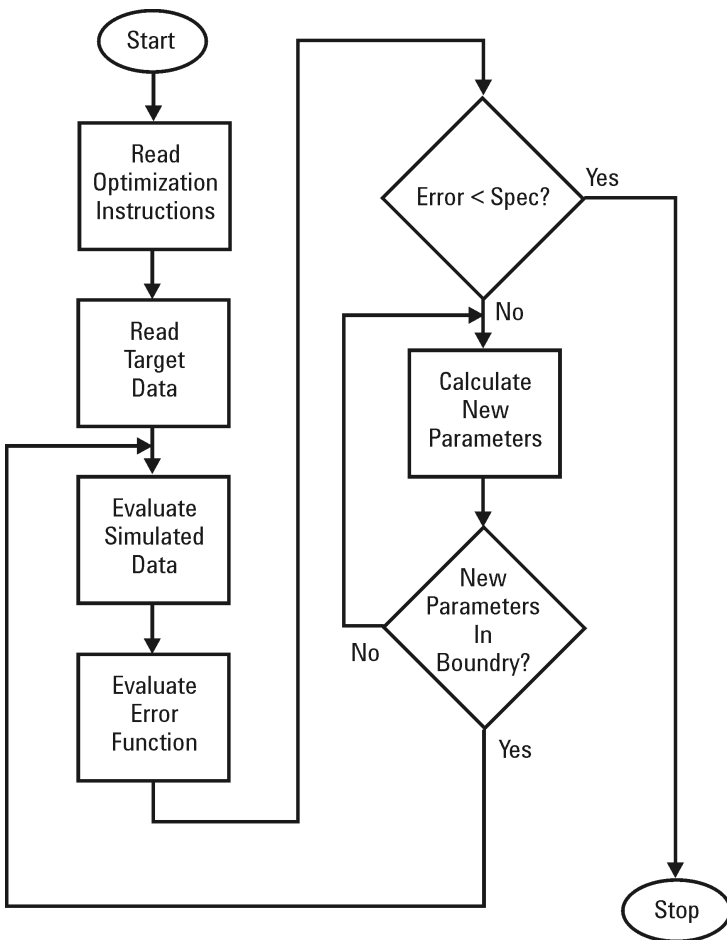 Start
Read
Optimization
Instructions
Read
Target
Data
Evaluate
Simulated
Data
Evaluate
Error
Function
Error < Spec?
Yes
No
Calculate
New
Parameters
New
Parameters
In
Boundry?
No
Yes
Stop